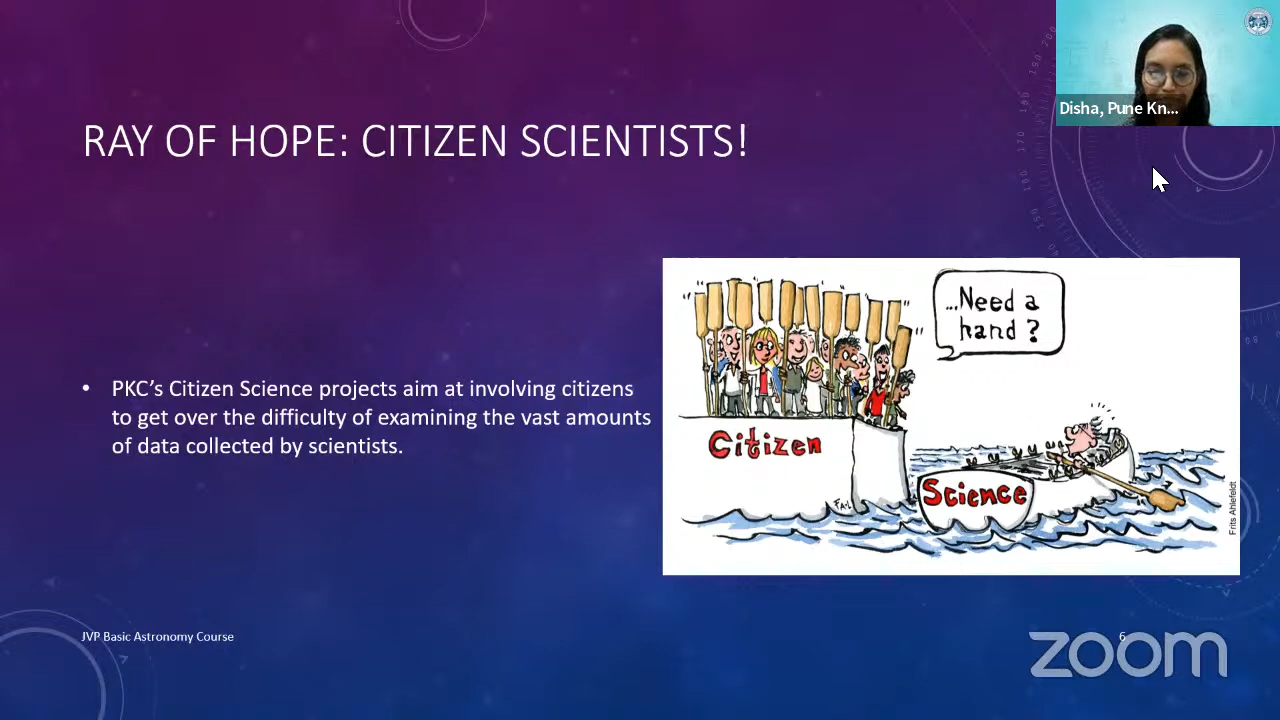 Disha, Pune Kn...
RAY OF HOPE: CITIZEN SCIENTISTS!
...Need a
hand?
• PKC’s Citizen Science projects aim at involving citizens
to get over the difficulty of examining the vast amounts
of data collected by scientists.
Citizen
Science
Frits Ahlefeldt
JVP Basic Astronomy Course
6
zoom